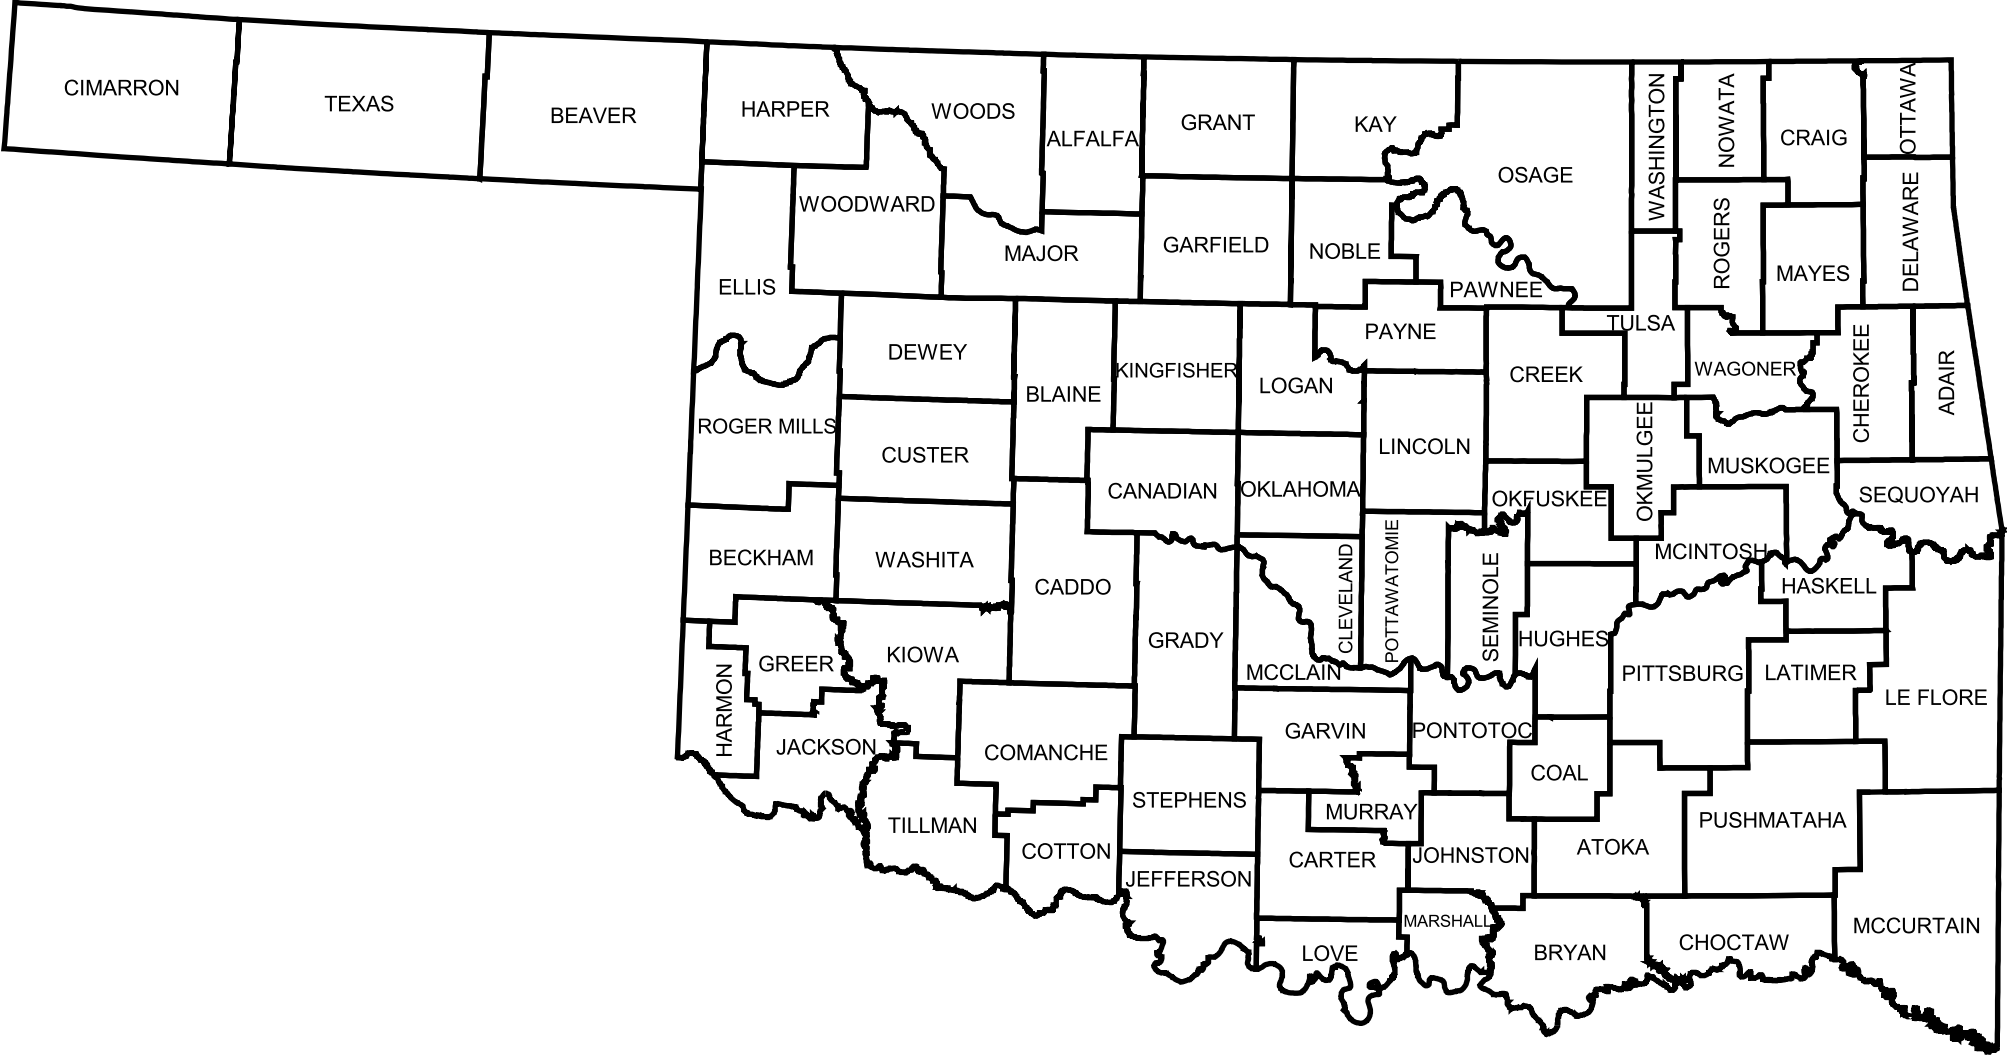 CIMARRON
TEXAS
BEAVER
HARPER
WOODS
ALFALFA
GRANT
KAY
OSAGE
WASHINGTON
NOWATA
CRAIG
OTTAWA
WOODWARD
MAJOR
GARFIELD
NOBLE
PAWNEE
ROGERS
MAYES
DELAWARE
ELLIS
DEWEY
BLAINE
KINGFISHER
LOGAN
PAYNE
CREEK
TULSA
WAGONER
CHEROKEE
ADAIR
ROGER MILLS
CUSTER
CANADIAN
OKLAHOMA
LINCOLN
OKFUSKEE
OKMULGEE
MUSKOGEE
SEQUOYAH
BECKHAM
WASHITA
CADDO
GRADY
CLEVELAND
POTTAWATOMIE
SEMINOLE
HUGHES
MCINTOSH
HASKELL
HARMON
GREER
KIOWA
MCCLAIN
PITTSBURG
LATIMER
LE FLORE
JACKSON
COMANCHE
GARVIN
PONTOTOC
COAL
TILLMAN
COTTON
STEPHENS
MURRAY
CARTER
JOHNSTON
ATOKA
PUSHMATAHA
JEFFERSON
LOVE
MARSHALL
BRYAN
CHOCTAW
MCCURTAIN